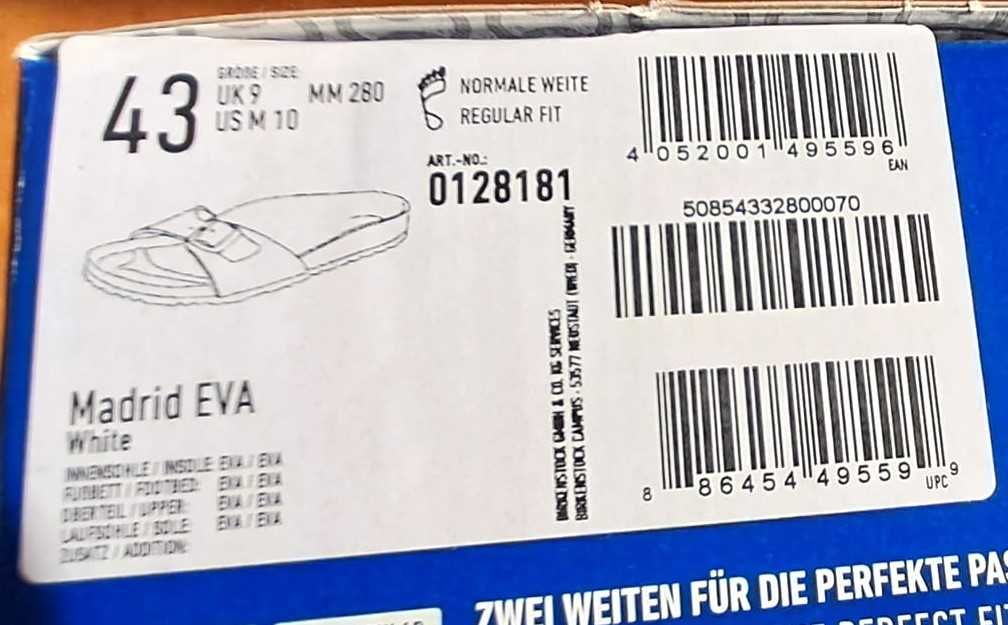 43
GRÖßE / SIZE:
UK 9
US M 10
MM 280
NORMALE WEITE
REGULAR FIT
ART.-NO.:
0128181
4 052001 495596
EAN
50854332800070
8 86454 49559 9
UPC
BIRKENSTOCK GMBH & CO. KG SERVICES
BIRKENSTOCK CAMPUS · 53577 NEUSTADT (WIED) · GERMANY
Madrid EVA
White
INNENSOHLE / INSOLE: EVA / EVA
FUßBETT / FOOTBED: EVA / EVA
OBERTEIL / UPPER: EVA / EVA
LAUFSOHLE / SOLE: EVA / EVA
ZUSATZ / ADDITION:
ZWEI WEITEN FÜR DIE PERFEKTE PAS
PERFECT FIT